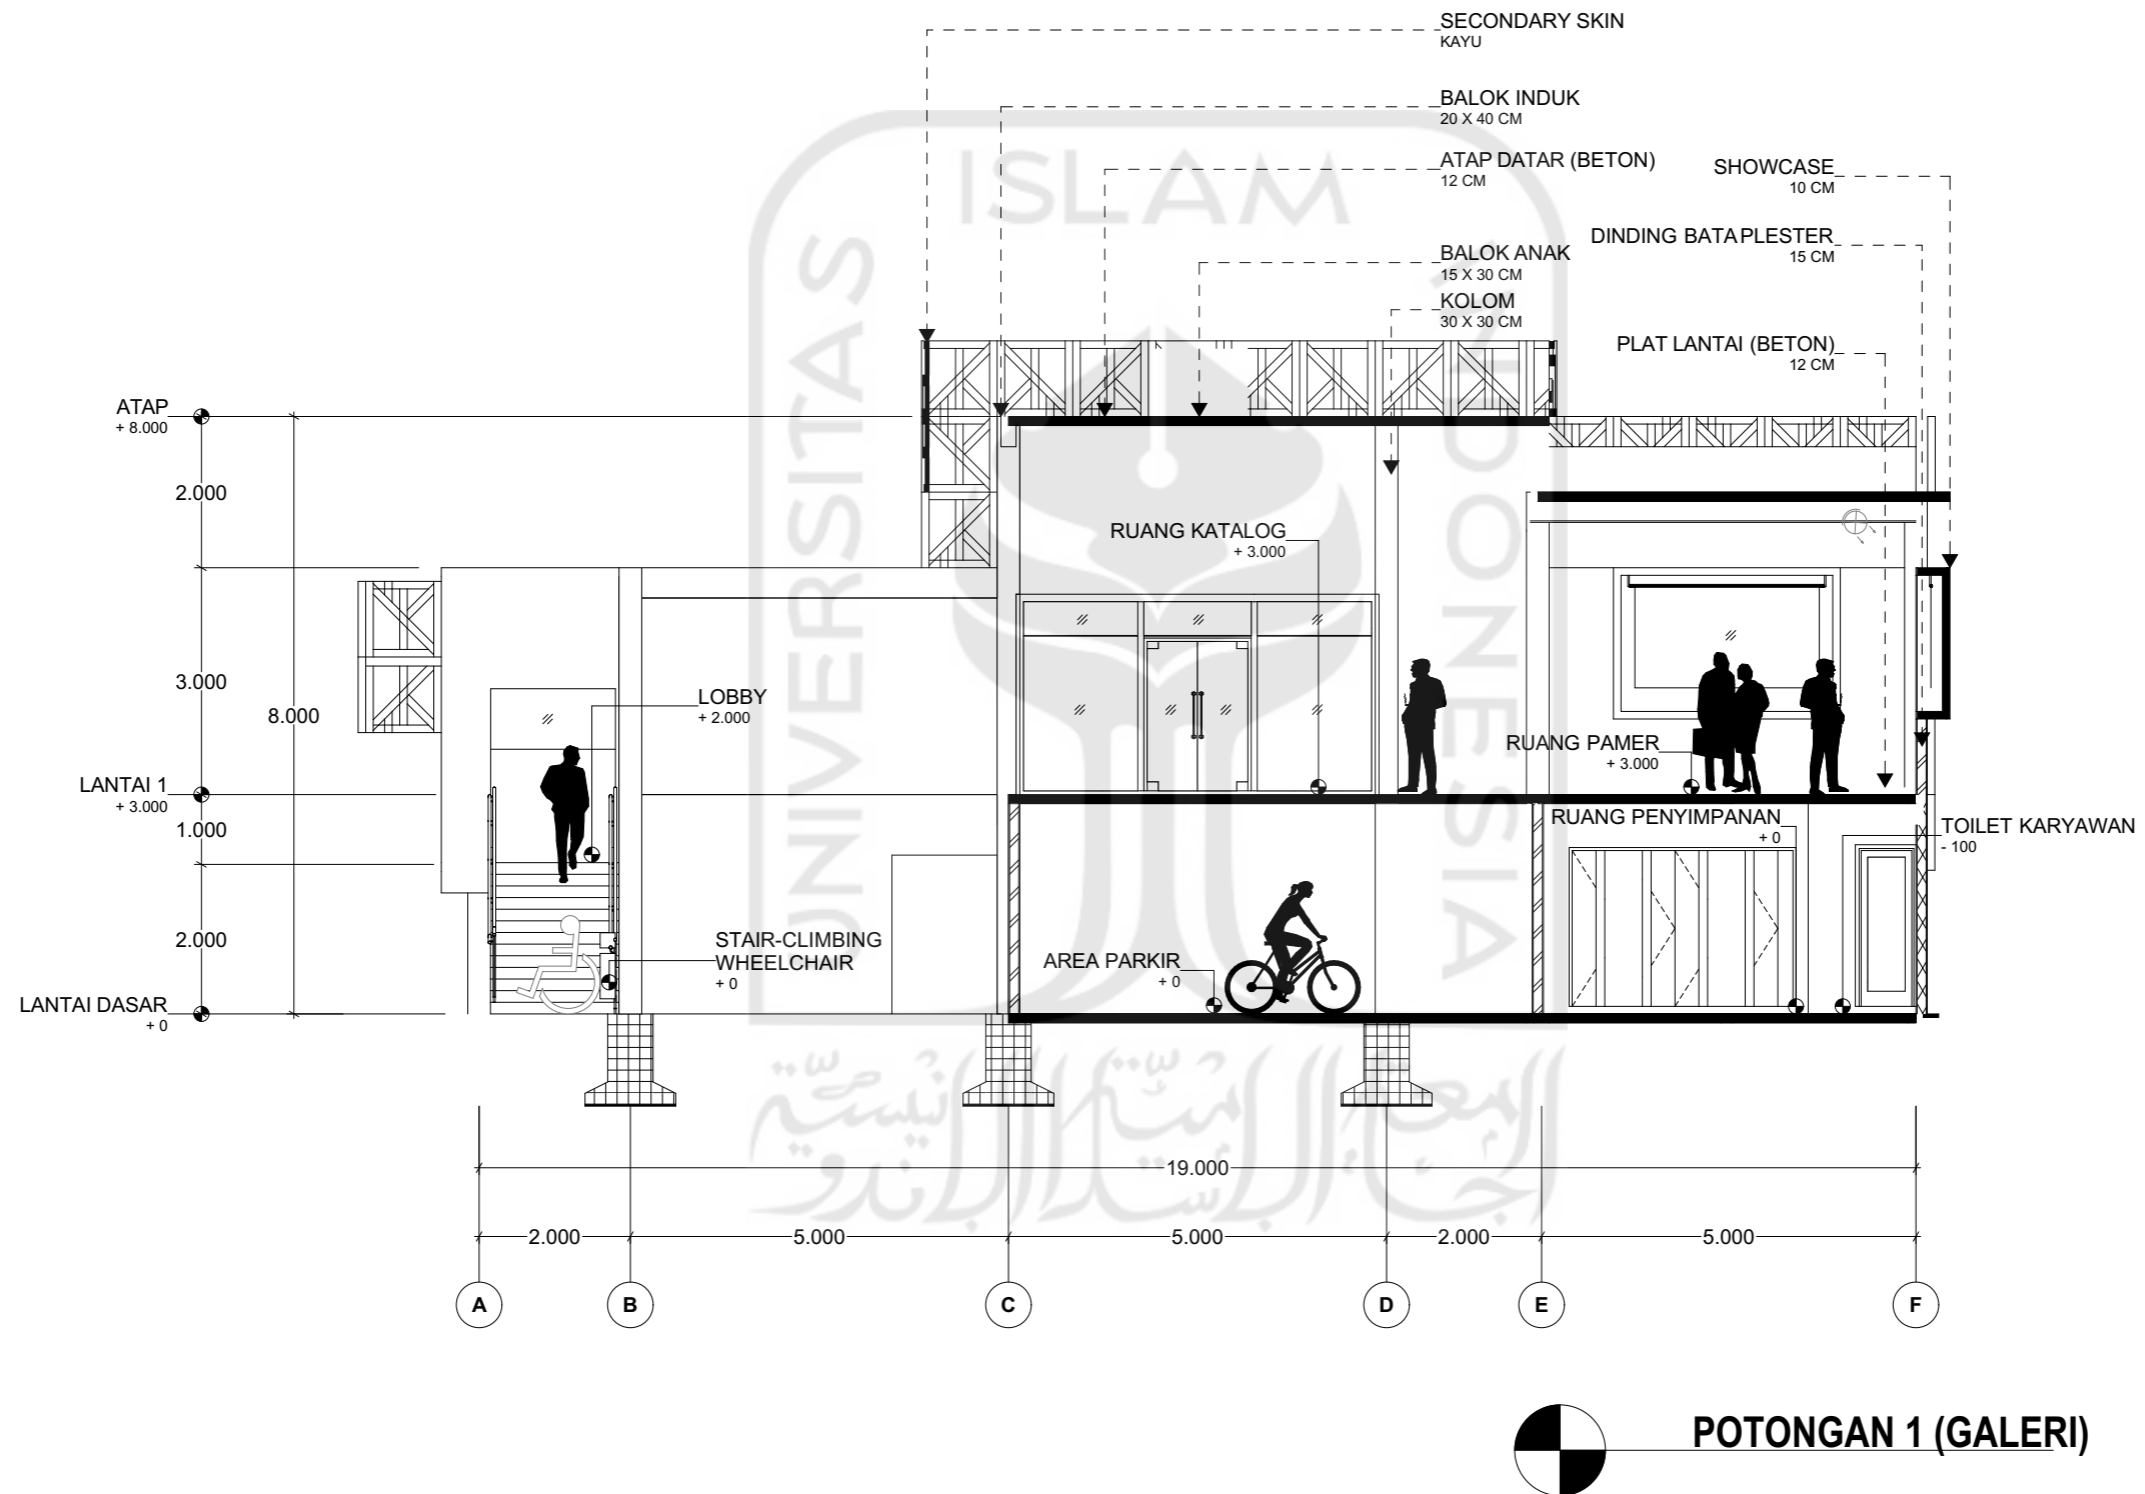 SECONDARY SKIN
KAYU
BALOK INDUK
20 X 40 CM
ATAP DATAR (BETON)
12 CM
SHOWCASE
10 CM
DINDING BATA PLESTER
15 CM
BALOK ANAK
15 X 30 CM
KOLOM
30 X 30 CM
PLAT LANTAI (BETON)
12 CM
ATAP
+ 8.000
2.000
3.000
8.000
LANTAI 1
+ 3.000
1.000
2.000
LANTAI DASAR
+ 0
RUANG KATALOG
+ 3.000
LOBBY
+ 2.000
RUANG PAMER
+ 3.000
RUANG PENYIMPANAN
+ 0
TOILET KARYAWAN
- 100
STAIR-CLIMBING
WHEELCHAIR
+ 0
AREA PARKIR
+ 0
19.000
2.000 5.000 5.000 2.000 5.000
A B C D E F
POTONGAN 1 (GALERI)
UNIVERSITAS
ISLAM
INDONESIA